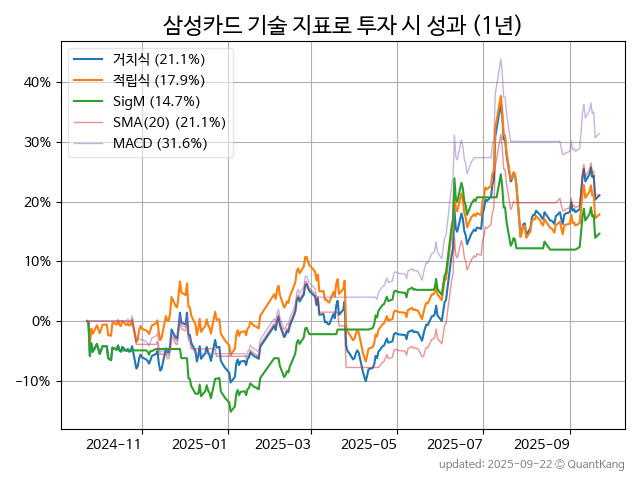 삼성카드 기술 지표로 투자 시 성과 (1년)
거치식 (21.1%)
적립식 (17.9%)
SigM (14.7%)
SMA(20) (21.1%)
MACD (31.6%)
40%
30%
20%
10%
0%
−10%
2024-11 2025-01 2025-03 2025-05 2025-07 2025-09
updated: 2025-09-22 © QuantKang